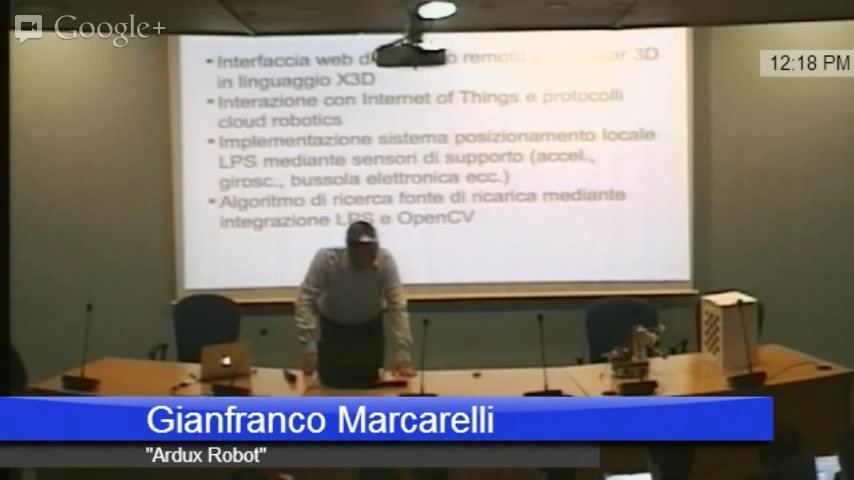 Google+
12:18 PM
Interfaccia web di remoto 3D
in linguaggio X3D
Interazione con Internet of Things e protocolli
cloud robotics
Implementazione sistema posizionamento locale
LPS mediante sensori di supporto (accel.,
girosc., bussola elettronica ecc.)
Algoritmo di ricerca fonte di ricarica mediante
integrazione LPS e OpenCV
Gianfranco Marcarelli
"Ardux Robot"